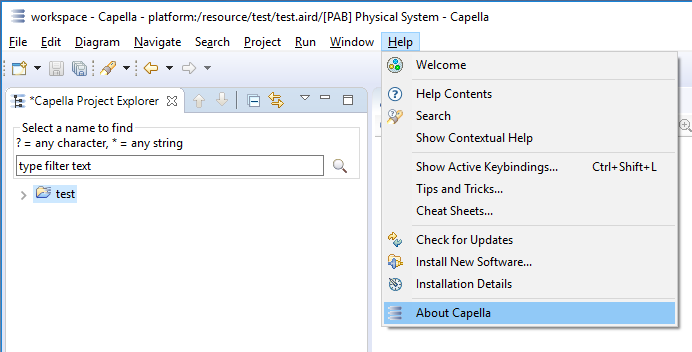 workspace - Capella - platform:/resource/test/test.aird/[PAB] Physical System - Capella
File Edit Diagram Navigate Search Project Run Window Help
*Capella Project Explorer
Select a name to find
? = any character, * = any string
type filter text
test
Welcome
Help Contents
Search
Show Contextual Help
Show Active Keybindings... Ctrl+Shift+L
Tips and Tricks...
Cheat Sheets...
Check for Updates
Install New Software...
Installation Details
About Capella